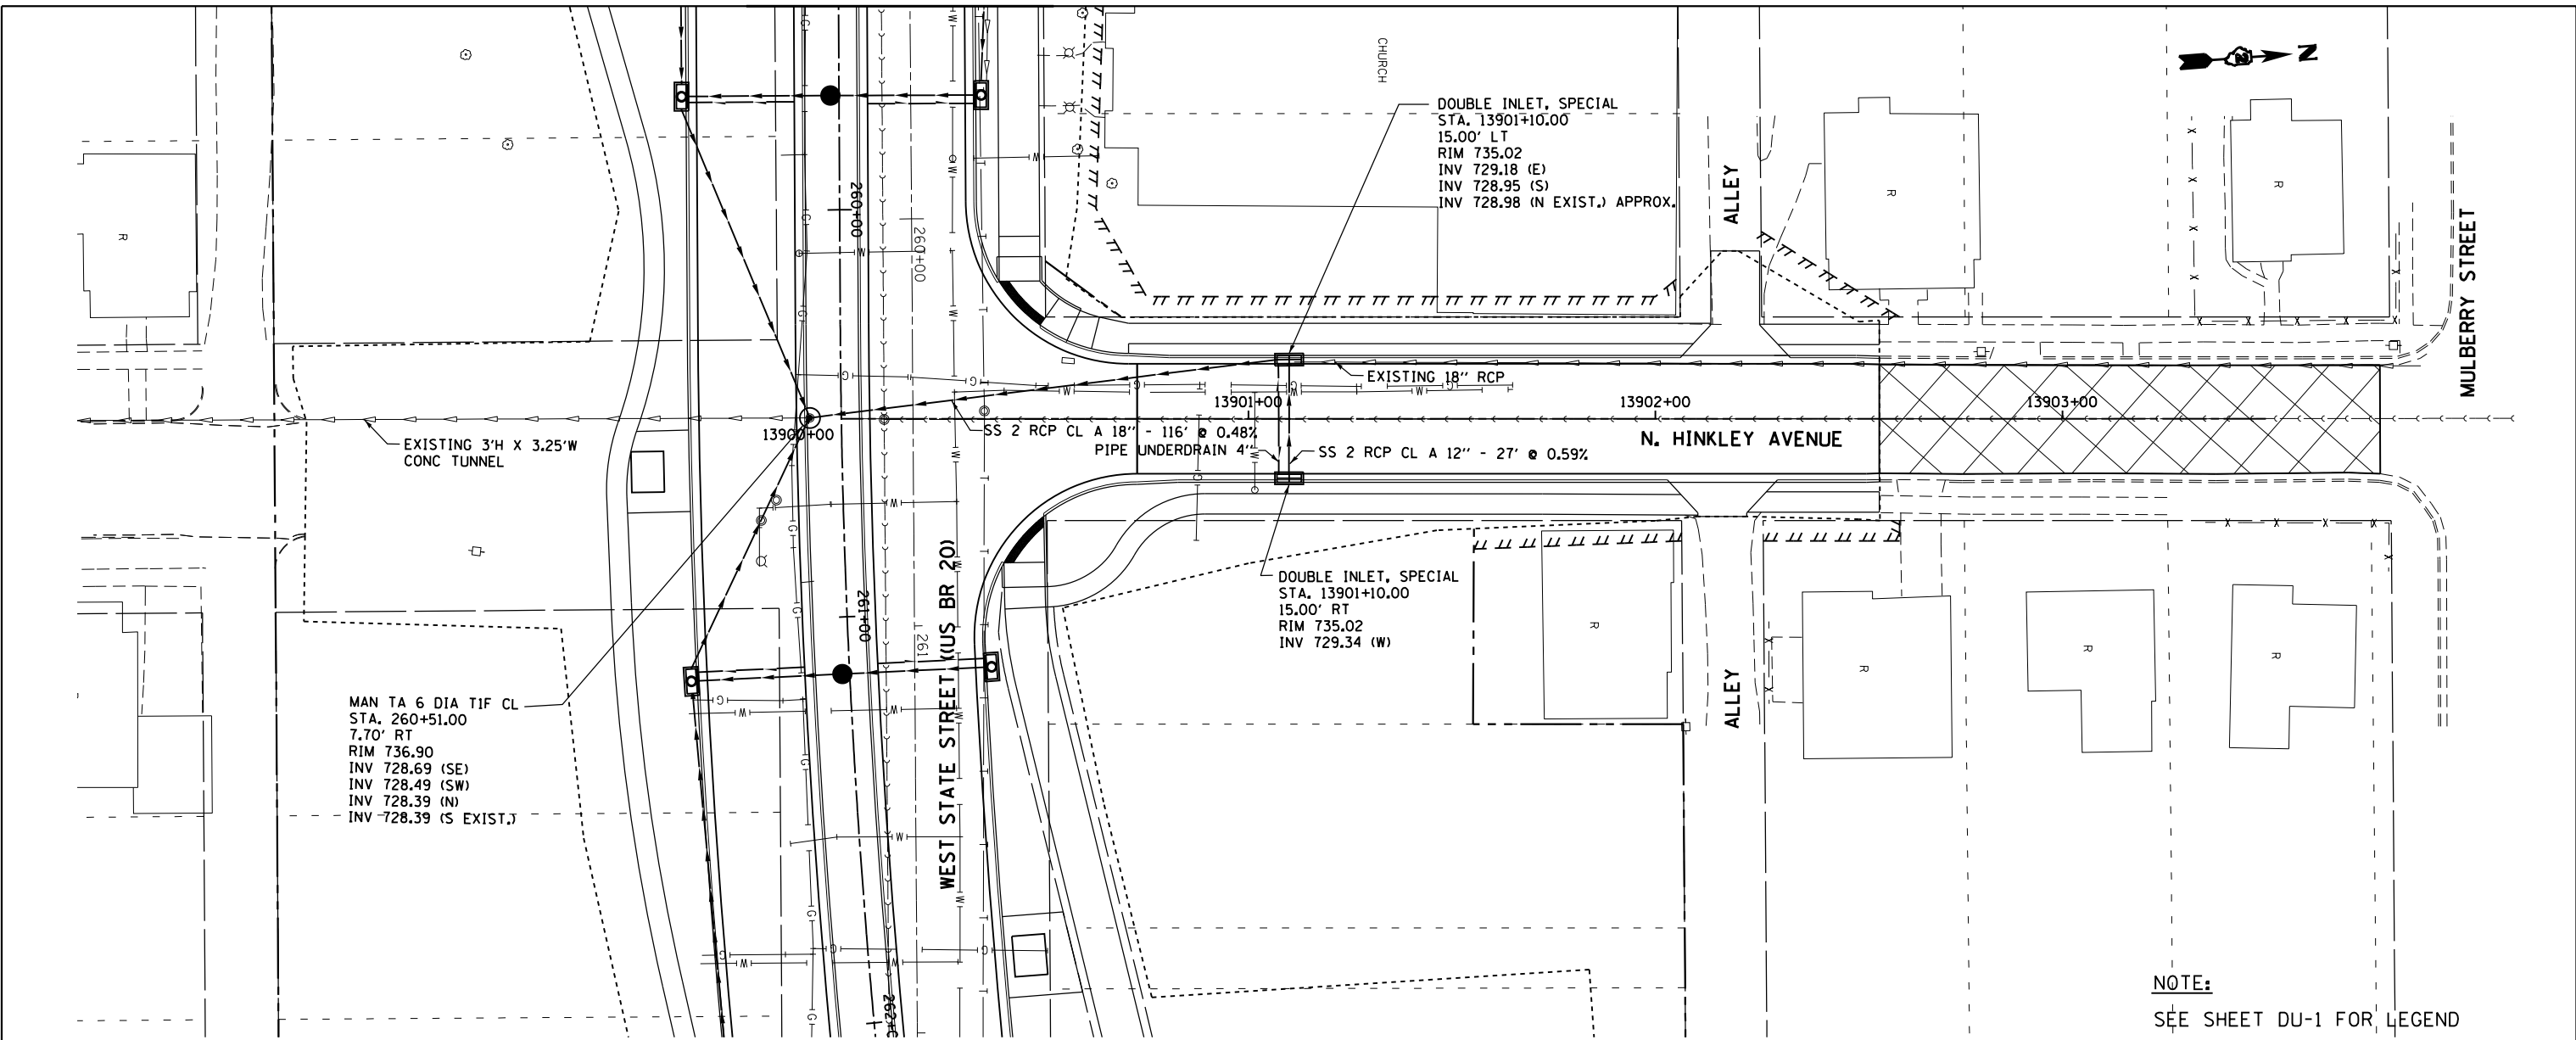 N
CHURCH
DOUBLE INLET, SPECIAL
STA. 13901+10.00
15.00' LT
RIM 735.02
INV 729.18 (E)
INV 728.95 (S)
INV 728.98 (N EXIST.) APPROX.
ALLEY
R
R
R
MULBERRY STREET
260+00
260+00
EXISTING 18" RCP
13900+00
13901+00
13902+00
13903+00
N. HINKLEY AVENUE
EXISTING 3'H X 3.25'W
CONC TUNNEL
SS 2 RCP CL A 18" - 116' @ 0.48%
PIPE UNDERDRAIN 4"
SS 2 RCP CL A 12" - 27' @ 0.59%
DOUBLE INLET, SPECIAL
STA. 13901+10.00
15.00' RT
RIM 735.02
INV 729.34 (W)
WEST STATE STREET (US BR 20)
261+00
261
R
R
R
R
ALLEY
MAN TA 6 DIA T1F CL
STA. 260+51.00
7.70' RT
RIM 736.90
INV 728.69 (SE)
INV 728.49 (SW)
INV 728.39 (N)
INV 728.39 (S EXIST.)
NOTE:
SEE SHEET DU-1 FOR LEGEND